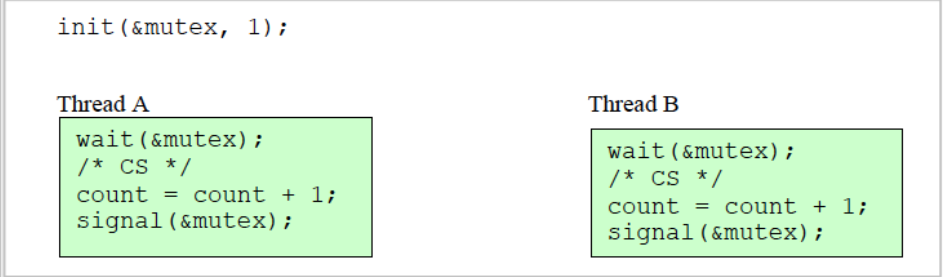 init(&mutex, 1);
Thread A
wait(&mutex);
/* CS */
count = count + 1;
signal(&mutex);
Thread B
wait(&mutex);
/* CS */
count = count + 1;
signal(&mutex);